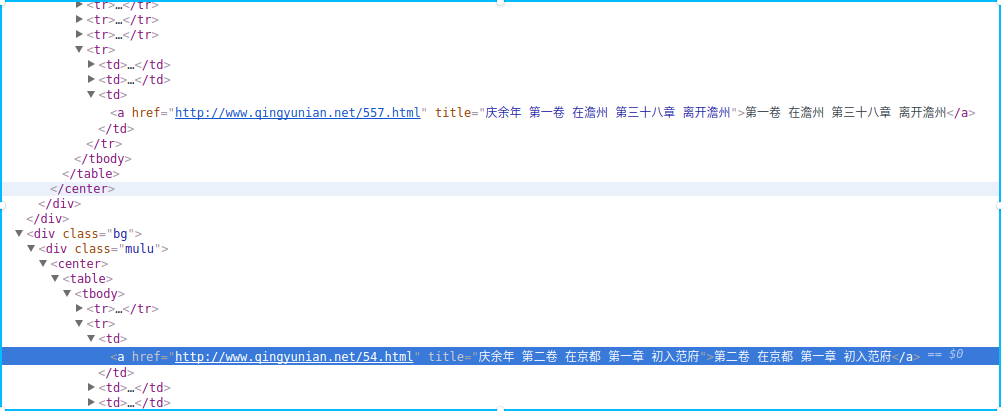 <tr>…</tr>
<tr>…</tr>
<tr>…</tr>
<tr>
<td>…</td>
<td>…</td>
<td>
<a href="http://www.qingyunian.net/557.html" title="庆余年 第一卷 在澹州 第三十八章 离开澹州">第一卷 在澹州 第三十八章 离开澹州</a>
</td>
</tr>
</tbody>
</table>
</center>
</div>
</div>
<div class="bg">
<div class="mulu">
<center>
<table>
<tbody>
<tr>…</tr>
<tr>
<td>
<a href="http://www.qingyunian.net/54.html" title="庆余年 第二卷 在京都 第一章 初入范府">第二卷 在京都 第一章 初入范府</a> == $0
</td>
<td>…</td>
<td>…</td>